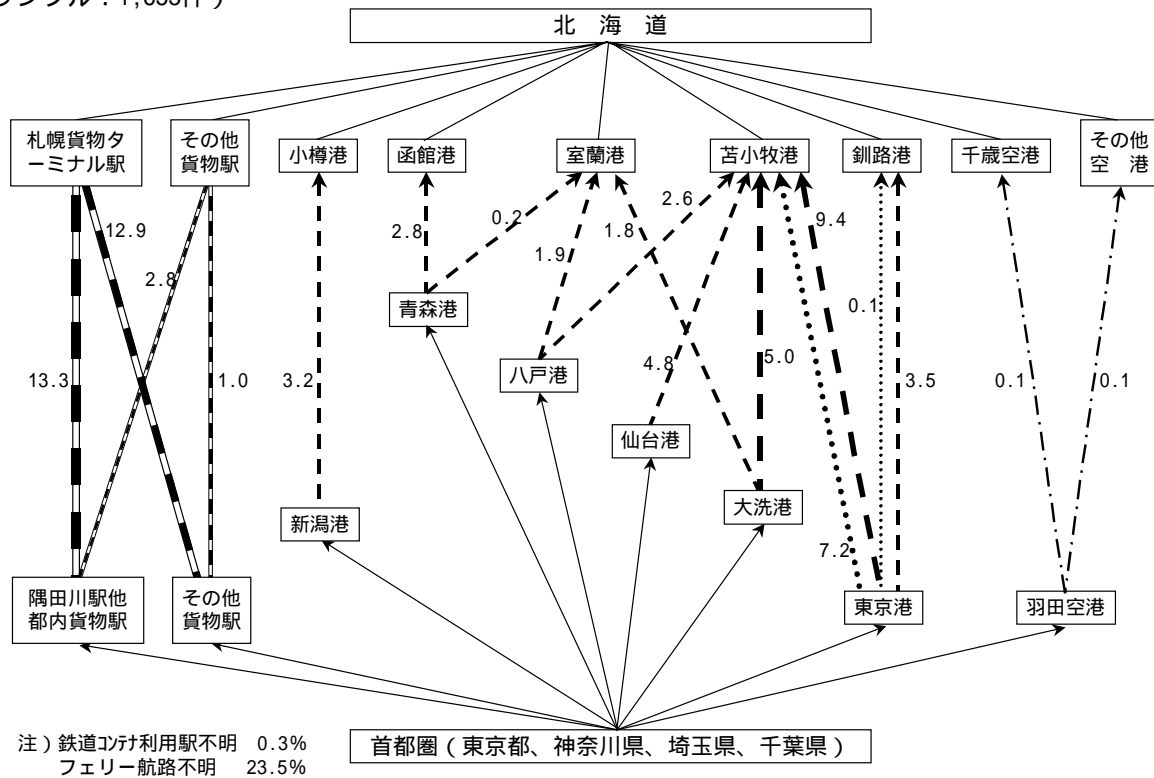 ンプル：1,053件）
北 海 道
札幌貨物タ
ーミナル駅
その他
貨物駅
小樽港
函館港
室蘭港
苫小牧港
釧路港
千歳空港
その他
空 港
12.9
2.8
2.8
0.2
1.9
1.8
2.6
9.4
0.1
青森港
13.3
1.0
3.2
八戸港
4.8
5.0
3.5
0.1
0.1
仙台港
大洗港
新潟港
7.2
隅田川駅他
都内貨物駅
その他
貨物駅
東京港
羽田空港
首都圏（東京都、神奈川県、埼玉県、千葉県）
注）鉄道コンテナ利用駅不明 0.3%
フェリー航路不明 23.5%